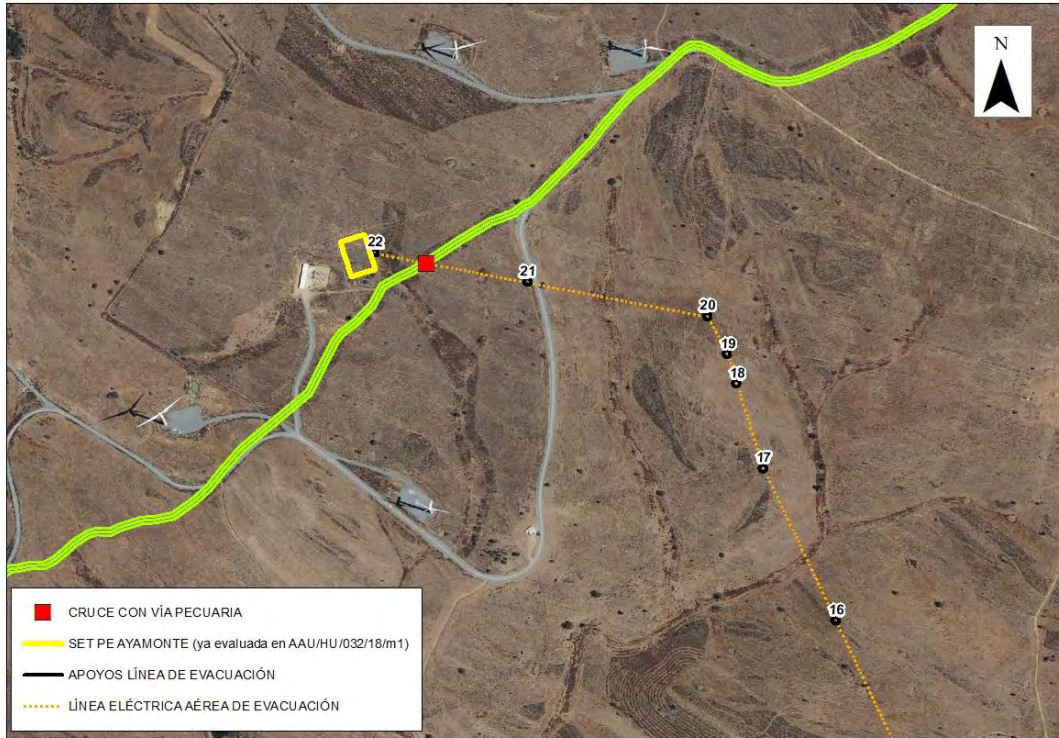 N
22
21
20
19
18
17
16
CRUCE CON VÍA PECUARIA
SET PE AYAMONTE (ya evaluada en AAU/HU/032/18/m1)
APOYOS LÍNEA DE EVACUACIÓN
LÍNEA ELÉCTRICA AÉREA DE EVACUACIÓN